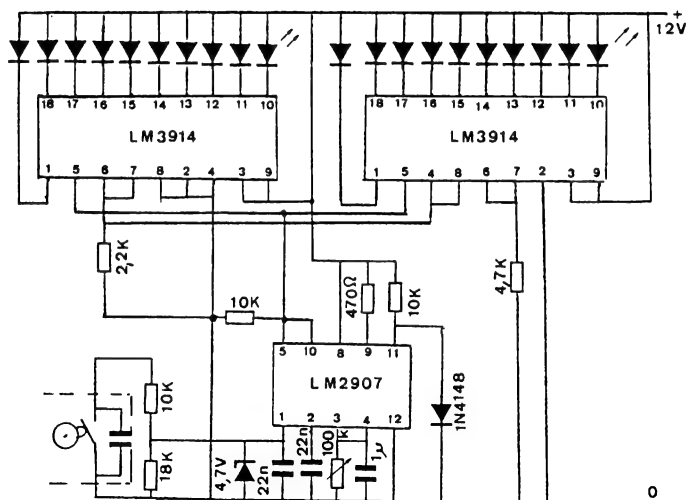 +
12V
18 17 16 15 14 13 12 11 10
LM3914
1 5 6 7 8 2 4 3 9
18 17 16 15 14 13 12 11 10
LM3914
1 5 4 8 6 7 2 3 9
2,2K
10K
470Ω
10K
4,7K
5 10 8 9 11
LM2907
1 2 3 4 12
10K
18K
4,7V
22n
22n
100k
1µ
1N4148
0